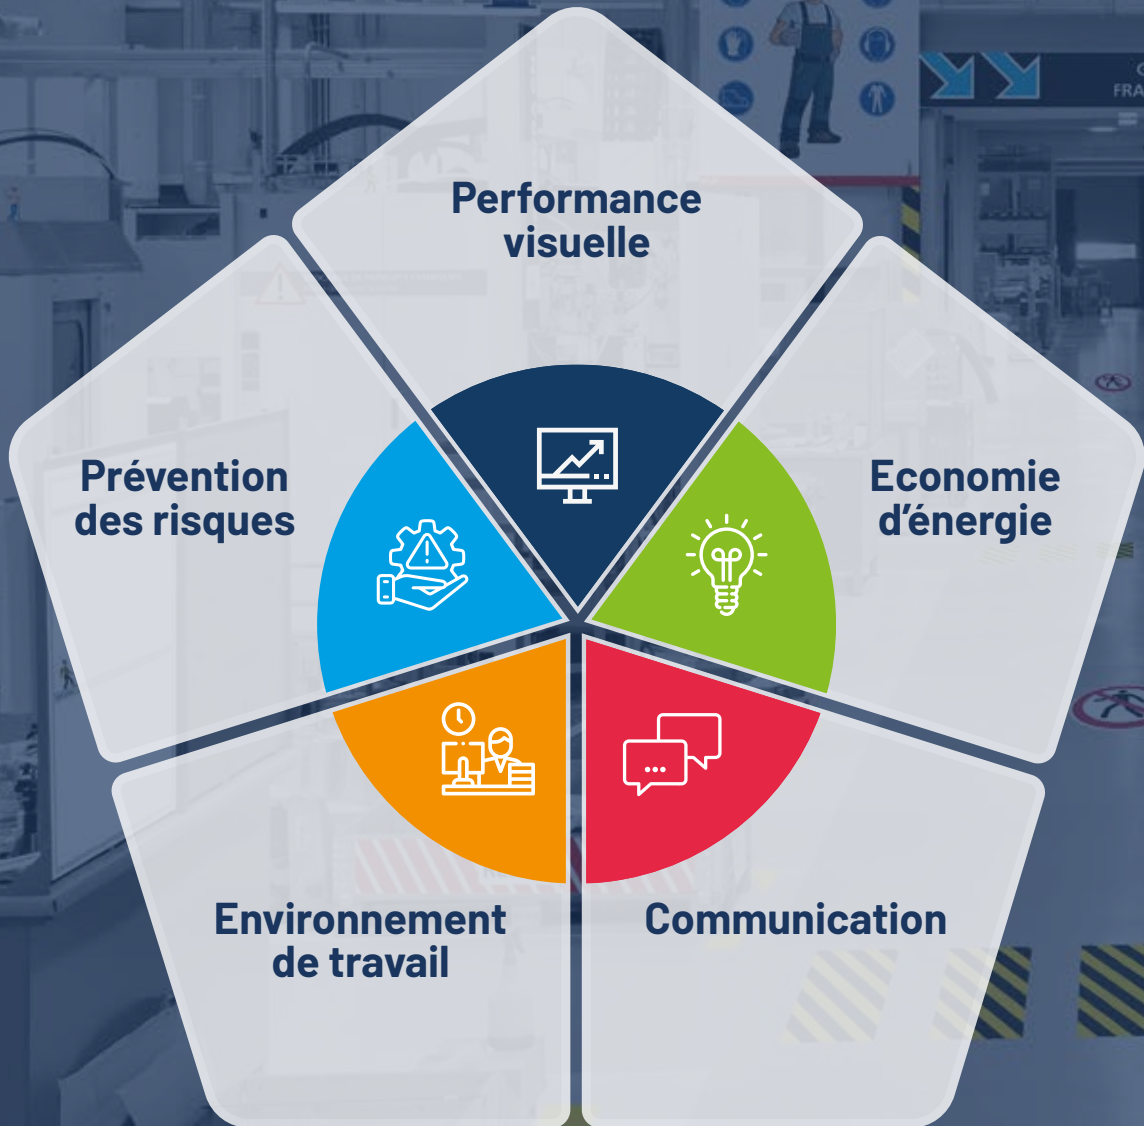 Performance
visuelle
Prévention
des risques
Economie
d'énergie
Environnement
de travail
Communication